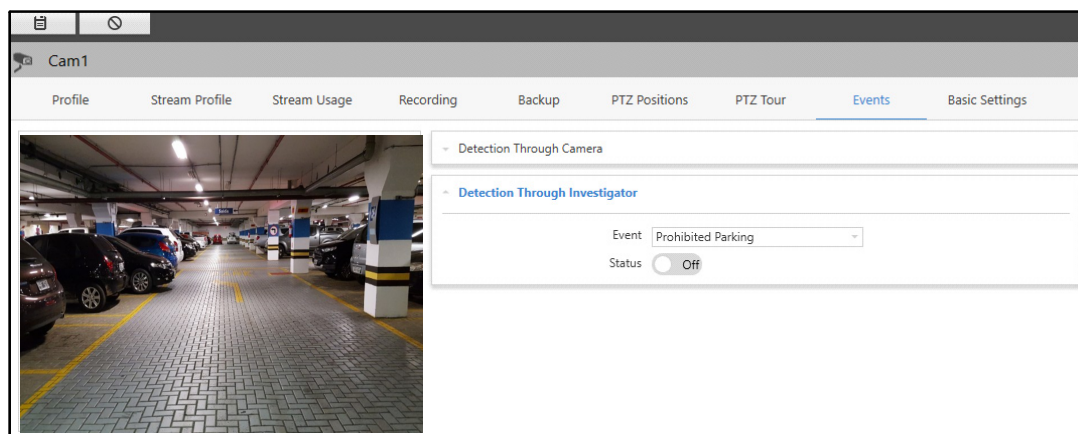 Cam1
Profile Stream Profile Stream Usage Recording Backup PTZ Positions PTZ Tour Events Basic Settings
Detection Through Camera
Detection Through Investigator
Event Prohibited Parking
Status Off